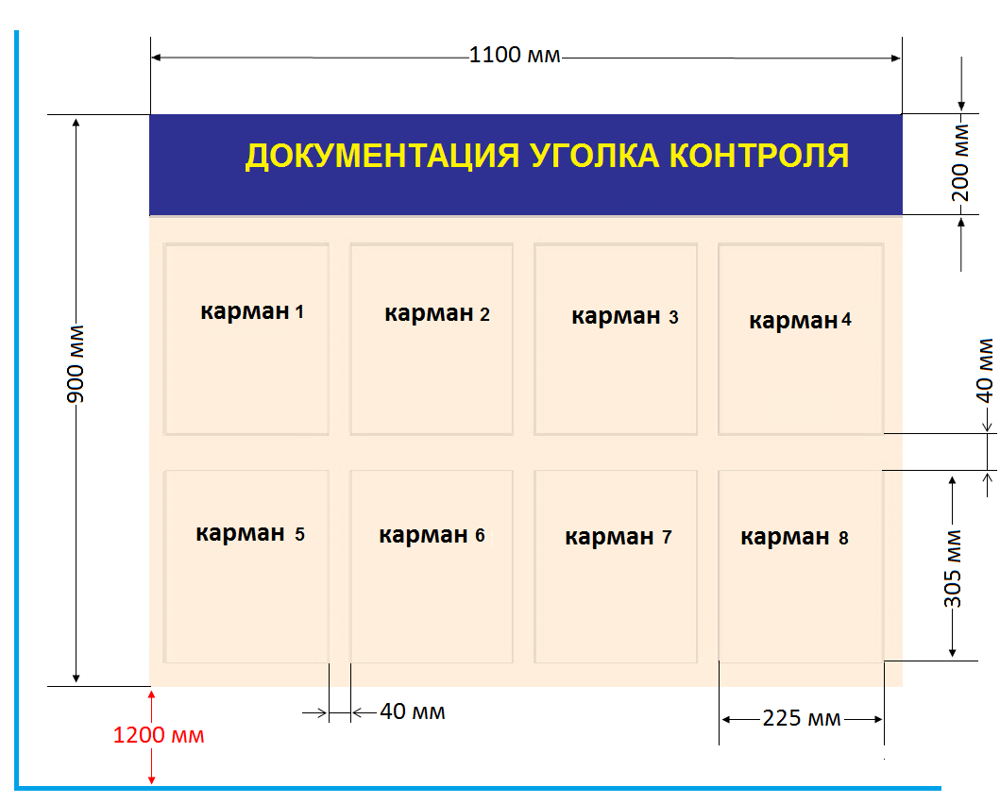 1100 мм
ДОКУМЕНТАЦИЯ УГОЛКА КОНТРОЛЯ
200 мм
карман 1
карман 2
карман 3
карман 4
900 мм
40 мм
карман 5
карман 6
карман 7
карман 8
305 мм
40 мм
225 мм
1200 мм